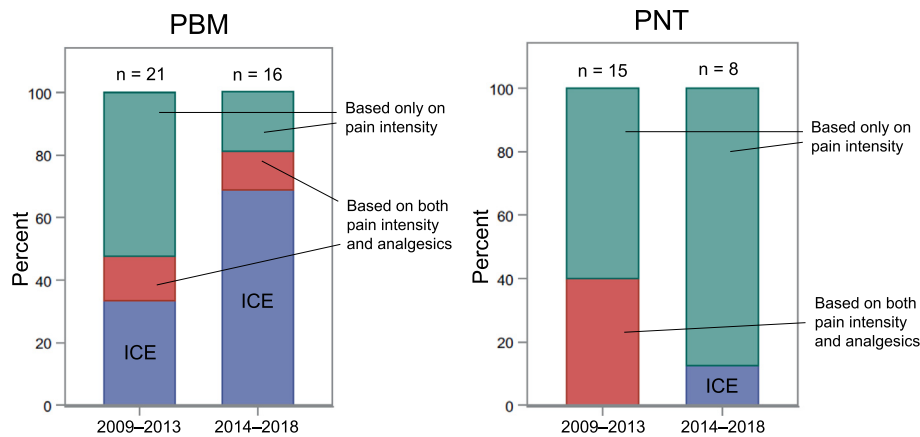 PBM
n = 21
n = 16
100
80
60
40
20
0
Percent
ICE
ICE
2009–2013
2014–2018
Based only on
pain intensity
Based on both
pain intensity
and analgesics
PNT
n = 15
n = 8
100
80
60
40
20
0
Percent
ICE
2009–2013
2014–2018
Based only on
pain intensity
Based on both
pain intensity
and analgesics